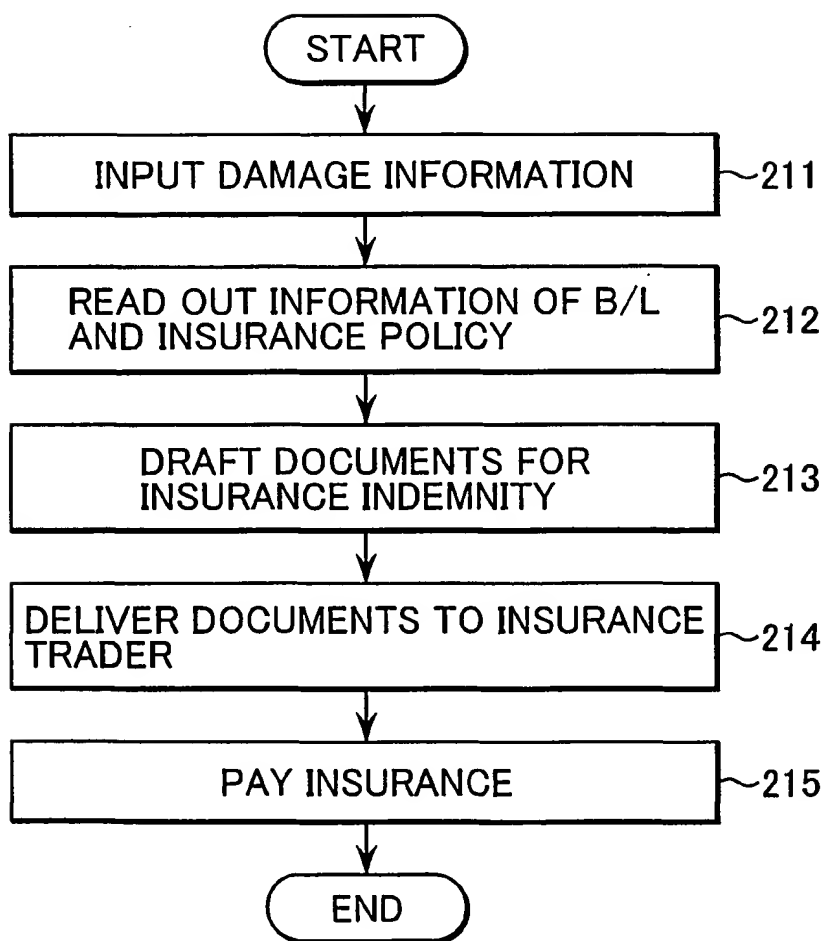 START
INPUT DAMAGE INFORMATION
211
READ OUT INFORMATION OF B/L
AND INSURANCE POLICY
212
DRAFT DOCUMENTS FOR
INSURANCE INDEMNITY
213
DELIVER DOCUMENTS TO INSURANCE
TRADER
214
PAY INSURANCE
215
END